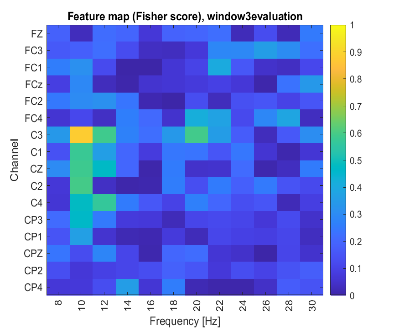 Feature map (Fisher score), window3evaluation
Channel
FZ
FC3
FC1
FCz
FC2
FC4
C3
C1
CZ
C2
C4
CP3
CP1
CPZ
CP2
CP4
8 10 12 14 16 18 20 22 24 26 28 30
Frequency [Hz]
1
0.9
0.8
0.7
0.6
0.5
0.4
0.3
0.2
0.1
0